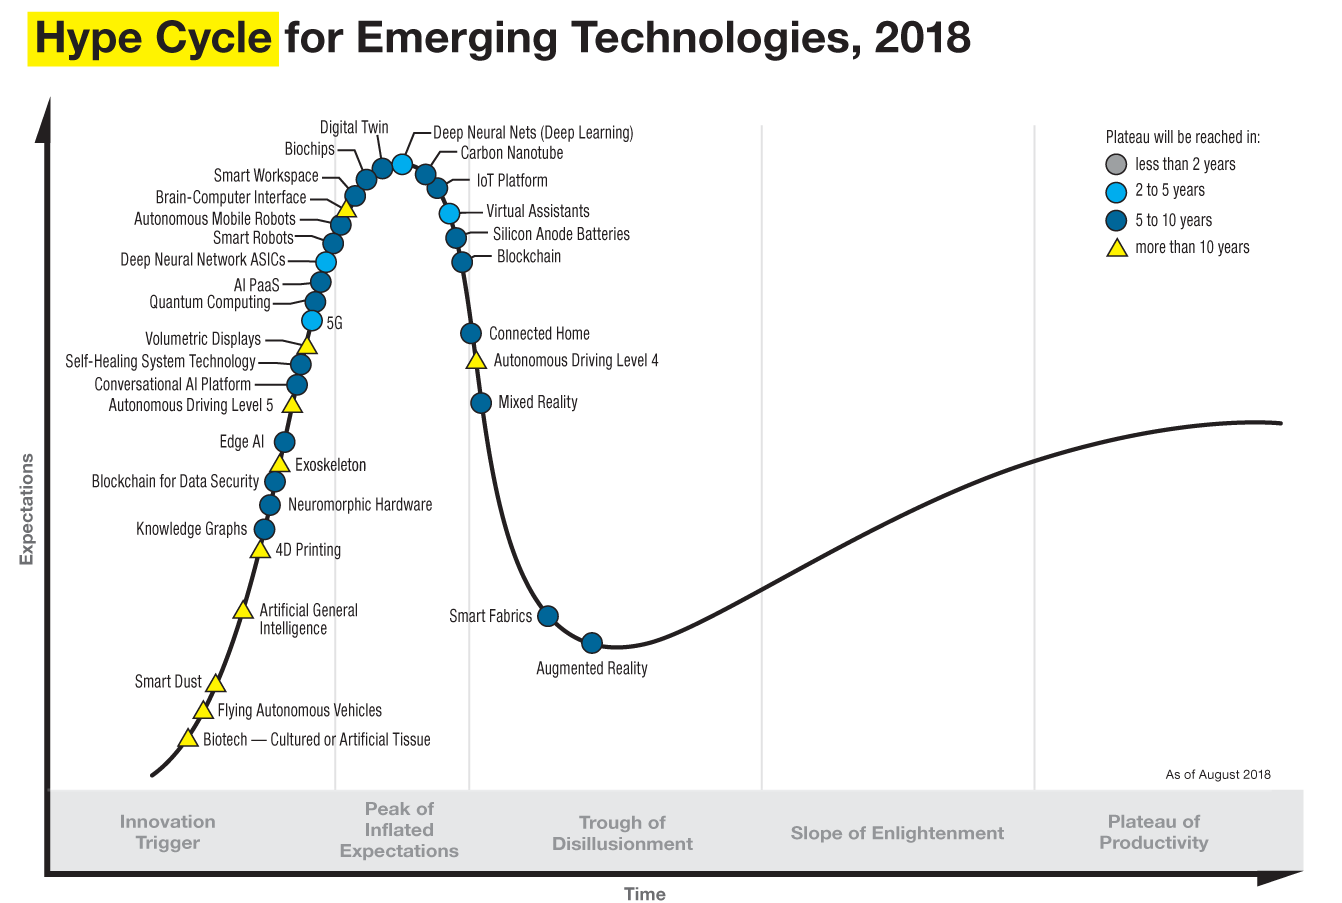 Hype Cycle for Emerging Technologies, 2018
Plateau will be reached in:
less than 2 years
2 to 5 years
5 to 10 years
more than 10 years
Digital Twin
Deep Neural Nets (Deep Learning)
Biochips
Carbon Nanotube
Smart Workspace
IoT Platform
Brain-Computer Interface
Virtual Assistants
Autonomous Mobile Robots
Smart Robots
Silicon Anode Batteries
Deep Neural Network ASICs
Blockchain
AI PaaS
Quantum Computing
5G
Connected Home
Volumetric Displays
Self-Healing System Technology
Autonomous Driving Level 4
Conversational AI Platform
Autonomous Driving Level 5
Mixed Reality
Edge AI
Exoskeleton
Blockchain for Data Security
Neuromorphic Hardware
Knowledge Graphs
4D Printing
Artificial General
Intelligence
Smart Fabrics
Augmented Reality
Smart Dust
Flying Autonomous Vehicles
Biotech — Cultured or Artificial Tissue
As of August 2018
Expectations
Innovation
Trigger
Peak of
Inflated
Expectations
Trough of
Disillusionment
Slope of Enlightenment
Plateau of
Productivity
Time